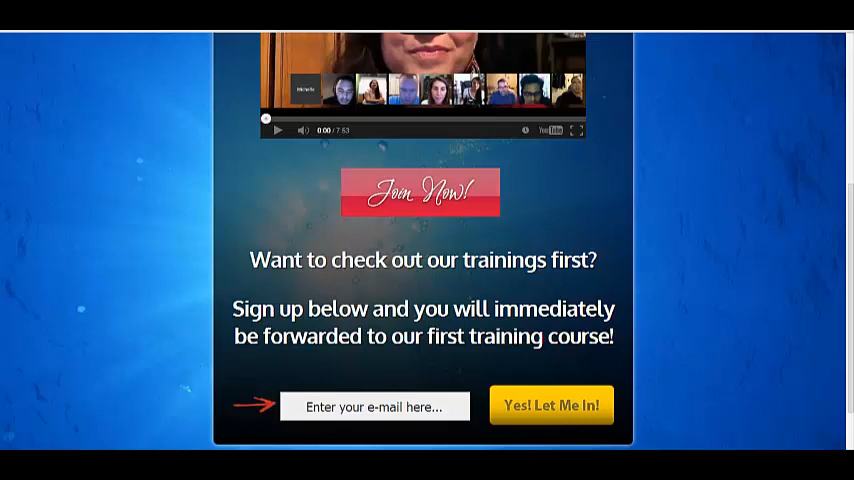 Michelle
0:00 / 7:53
YouTube
Join Now!
Want to check out our trainings first?
Sign up below and you will immediately
be forwarded to our first training course!
Enter your e-mail here...
Yes! Let Me In!